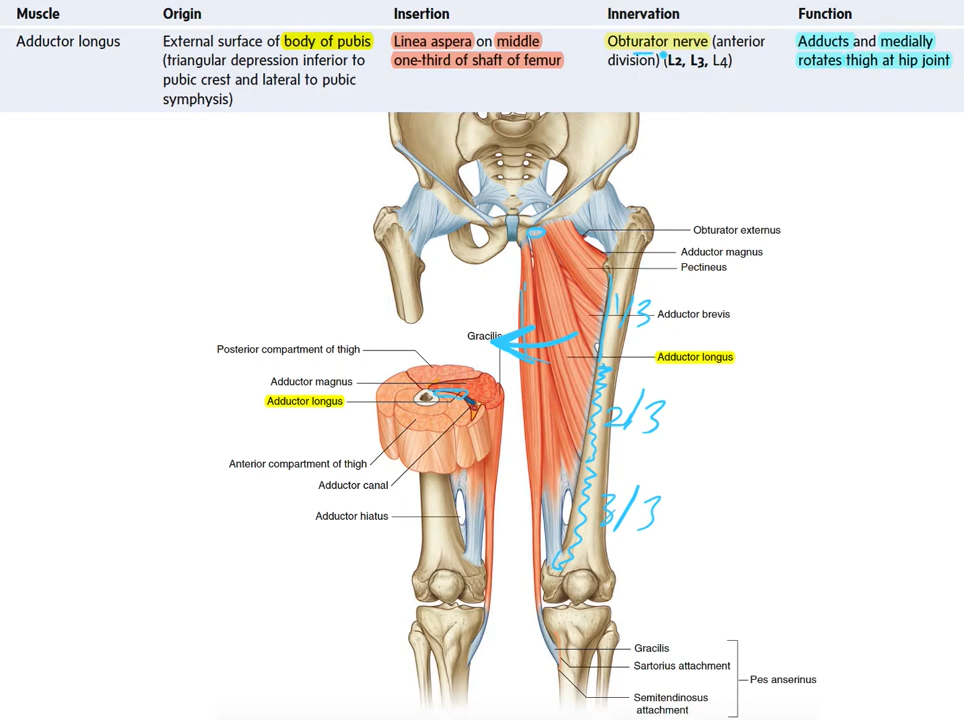 Muscle Origin Insertion Innervation Function
Adductor longus External surface of body of pubis Linea aspera on middle Obturator nerve (anterior Adducts and medially
(triangular depression inferior to one-third of shaft of femur division) (L2, L3, L4) rotates thigh at hip joint
pubic crest and lateral to pubic
symphysis)
Obturator externus
Adductor magnus
Pectineus
1/3
Adductor brevis
Gracilis
Posterior compartment of thigh
Adductor longus
Adductor magnus
Adductor longus
2/3
Anterior compartment of thigh
Adductor canal
3/3
Adductor hiatus
Gracilis
Sartorius attachment
Pes anserinus
Semitendinosus
attachment